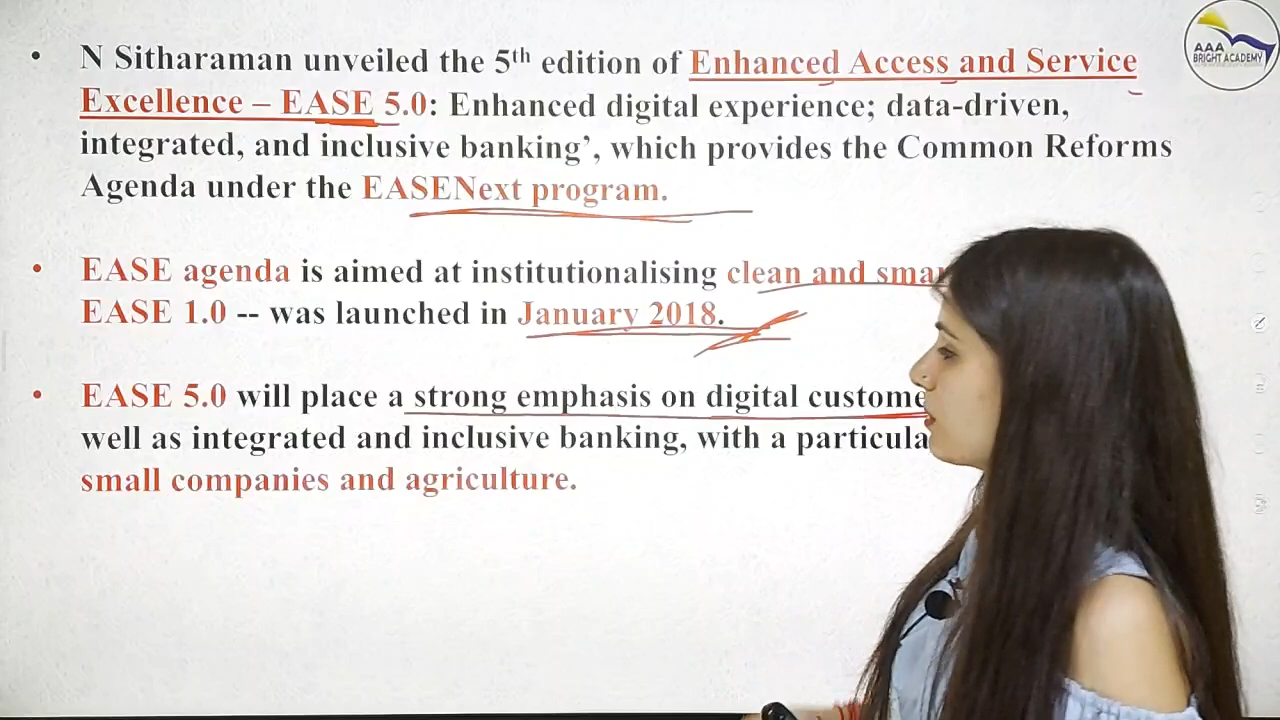 AAA
BRIGHT ACADEMY
• N Sitharaman unveiled the 5th edition of Enhanced Access and Service
Excellence – EASE 5.0: Enhanced digital experience; data-driven,
integrated, and inclusive banking’, which provides the Common Reforms
Agenda under the EASENext program.
• EASE agenda is aimed at institutionalising clean and
EASE 1.0 -- was launched in January 2018.
• EASE 5.0 will place a strong emphasis on digital
well as integrated and inclusive banking, with a
small companies and agriculture.